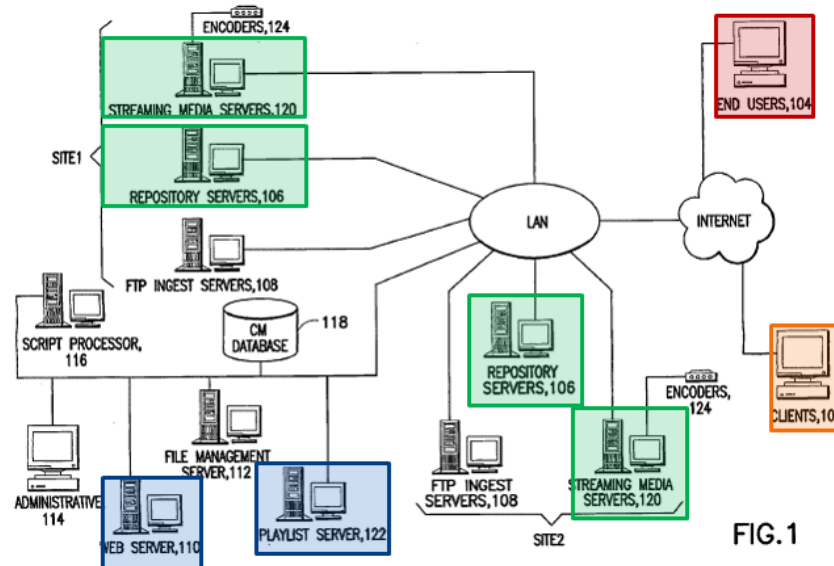 ENCODERS,124
STREAMING MEDIA SERVERS,120
END USERS,104
SITE1
REPOSITORY SERVERS,106
LAN
INTERNET
FTP INGEST SERVERS,108
118
CM
DATABASE
SCRIPT PROCESSOR,
116
REPOSITORY
SERVERS,106
ENCODERS,
124
CLIENTS,10
FILE MANAGEMENT
SERVER,112
ADMINISTRATIVE
114
FTP INGEST
SERVERS,108
STREAMING MEDIA
SERVERS,120
WEB SERVER,110
PLAYLIST SERVER,122
SITE2
FIG.1